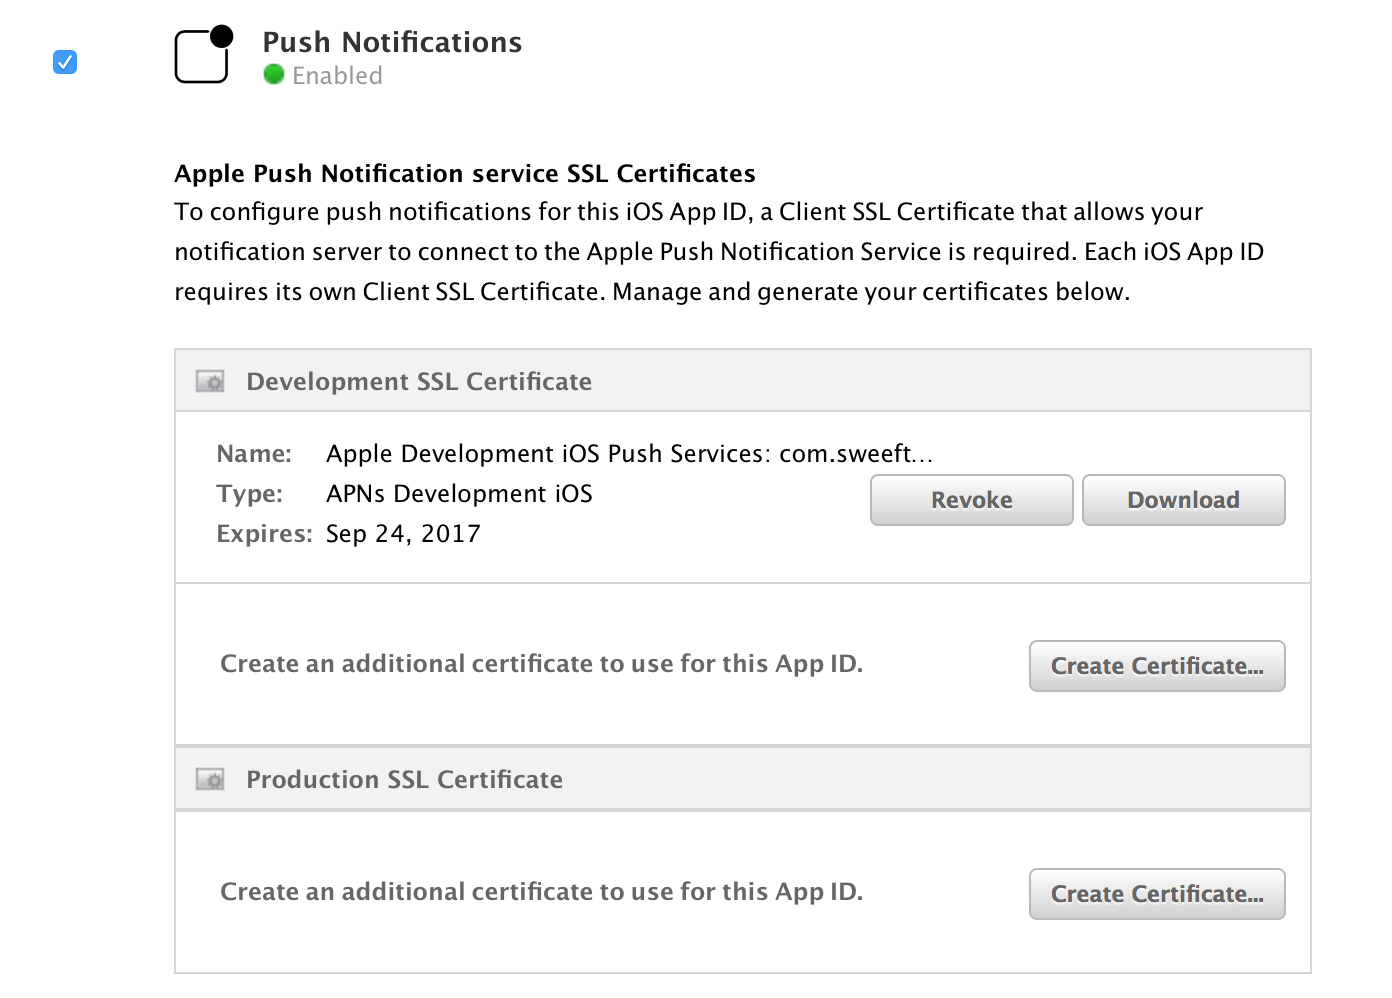 Push Notifications
Enabled
Apple Push Notification service SSL Certificates
To configure push notifications for this iOS App ID, a Client SSL Certificate that allows your
notification server to connect to the Apple Push Notification Service is required. Each iOS App ID
requires its own Client SSL Certificate. Manage and generate your certificates below.
Development SSL Certificate
Name: Apple Development iOS Push Services: com.sweeft...
Type: APNs Development iOS
Revoke Download
Expires: Sep 24, 2017
Create an additional certificate to use for this App ID. Create Certificate...
Production SSL Certificate
Create an additional certificate to use for this App ID. Create Certificate...